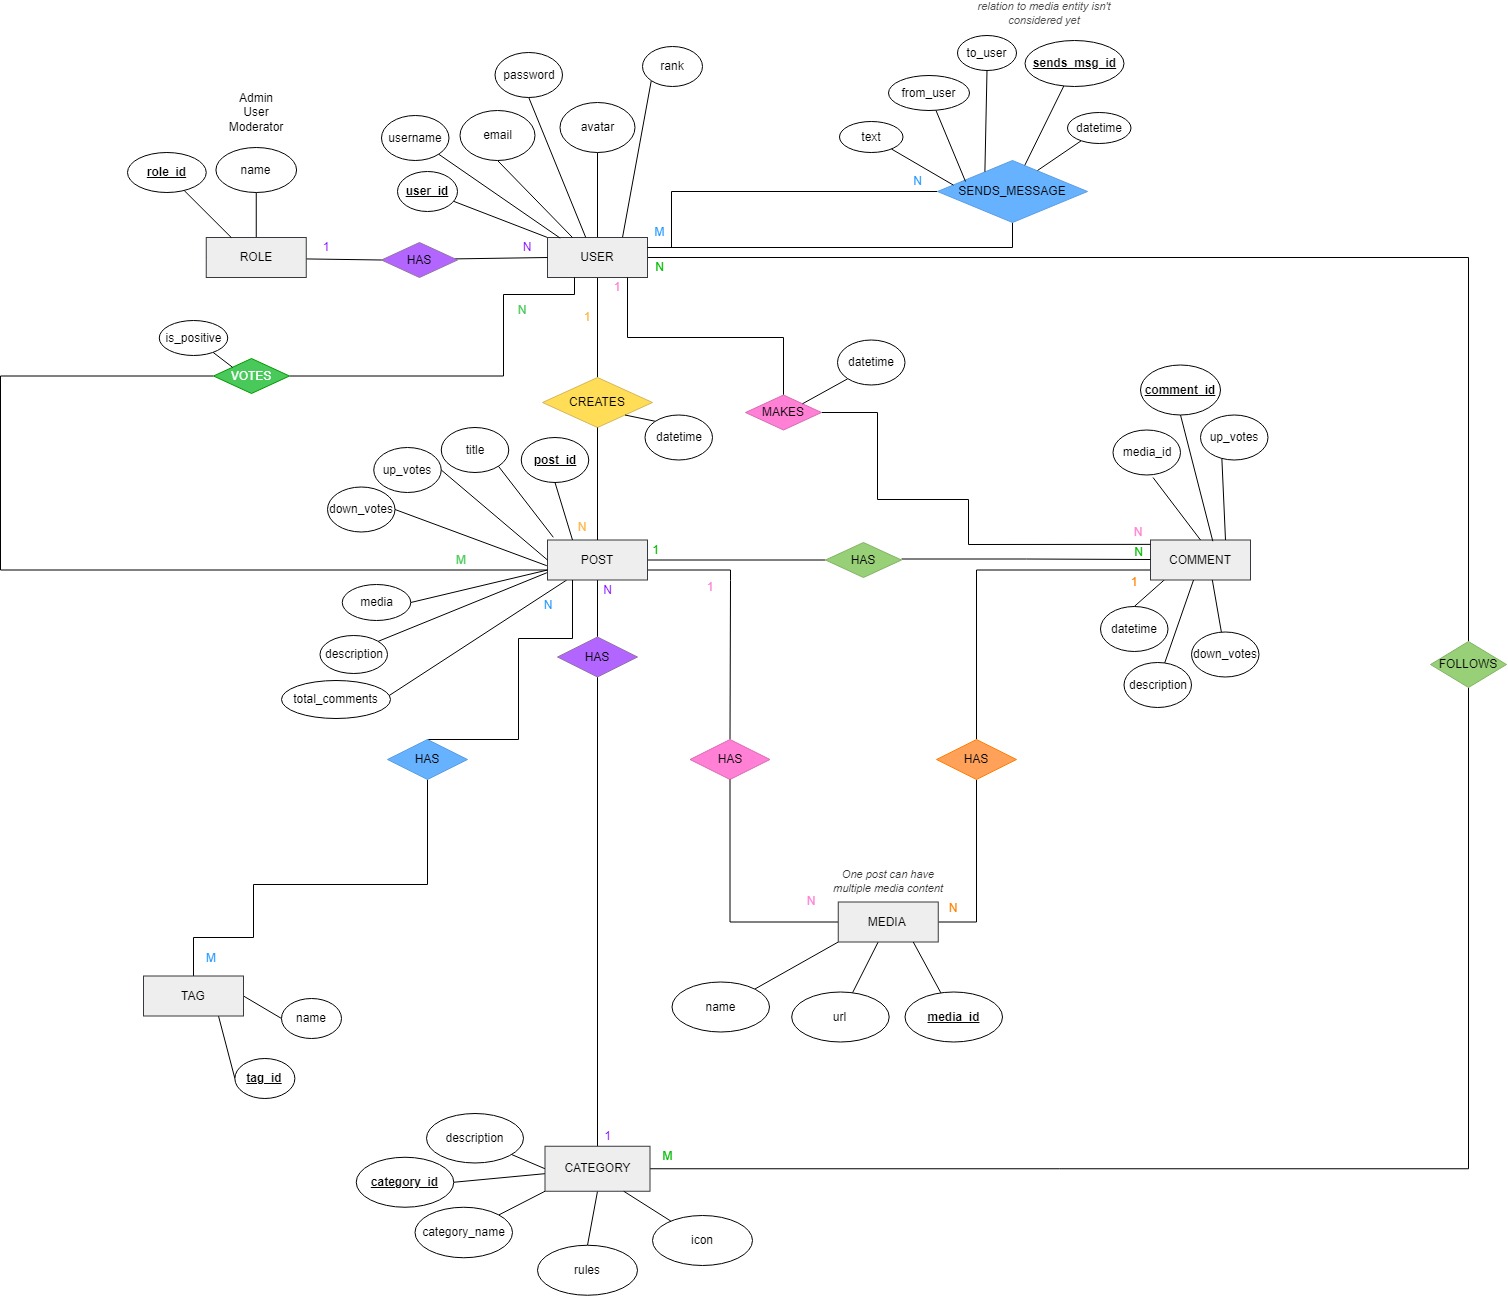 relation to media entity isn't
considered yet
to_user
sends_msg_id
rank
password
from_user
Admin
User
Moderator
avatar
datetime
email
username
text
role_id
name
user_id
SENDS_MESSAGE
N
M
1
N
ROLE
HAS
USER
N
1
N
1
is_positive
datetime
VOTES
comment_id
CREATES
MAKES
datetime
up_votes
title
media_id
post_id
up_votes
down_votes
N
N
1
N
M
POST
HAS
COMMENT
1
1
N
N
media
datetime
description
down_votes
HAS
FOLLOWS
description
total_comments
HAS
HAS
HAS
One post can have
multiple media content
N
N
MEDIA
M
TAG
name
name
url
media_id
tag_id
1
description
M
CATEGORY
category_id
category_name
icon
rules